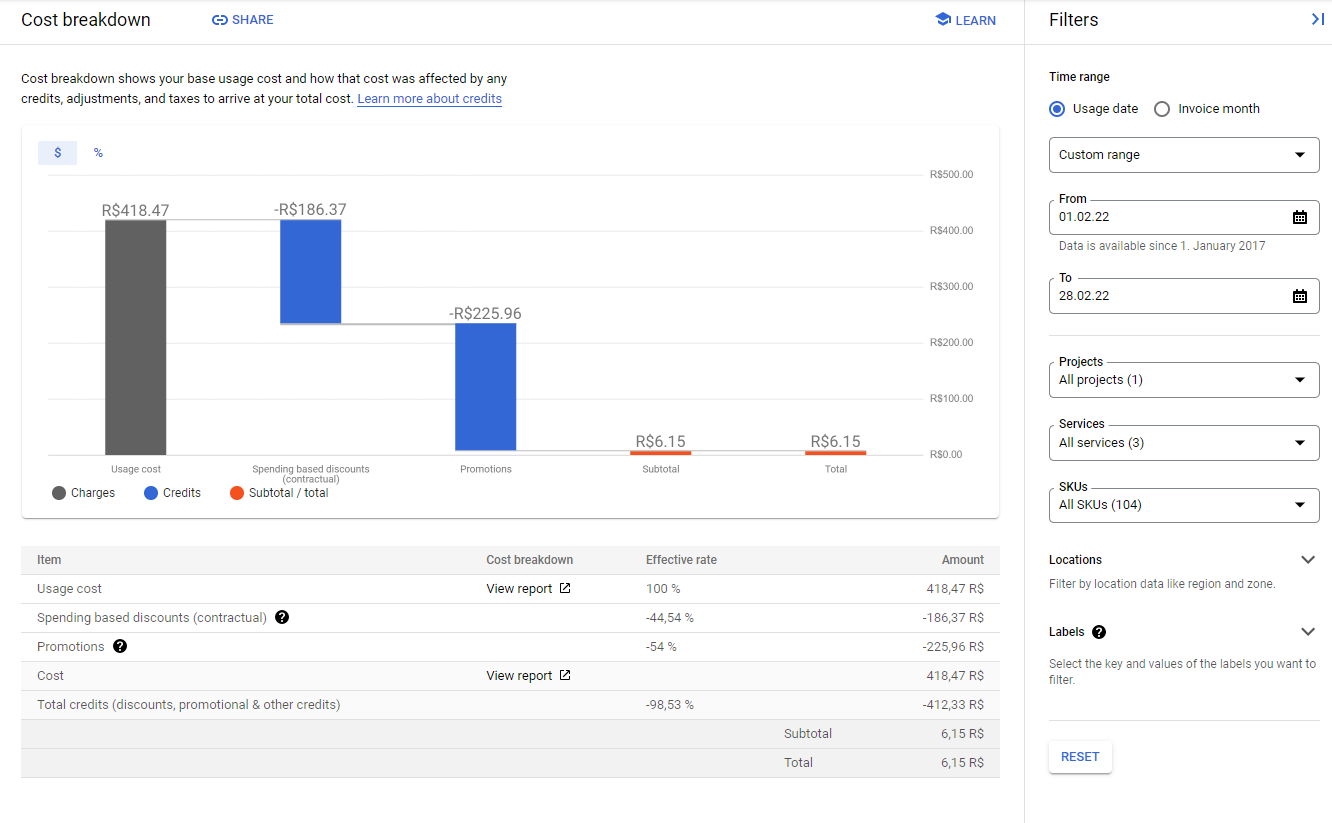 Cost breakdown
SHARE
LEARN
Cost breakdown shows your base usage cost and how that cost was affected by any
credits, adjustments, and taxes to arrive at your total cost. Learn more about credits
$ %
R$500.00
R$400.00
R$300.00
R$200.00
R$100.00
R$0.00
R$418.47
-R$186.37
-R$225.96
R$6.15
R$6.15
Usage cost
Spending based discounts
(contractual)
Promotions
Subtotal
Total
Charges Credits Subtotal / total
Item Cost breakdown Effective rate Amount
Usage cost View report 100 % 418,47 R$
Spending based discounts (contractual) ? -44,54 % -186,37 R$
Promotions ? -54 % -225,96 R$
Cost View report 418,47 R$
Total credits (discounts, promotional & other credits) -98,53 % -412,33 R$
Subtotal 6,15 R$
Total 6,15 R$
Filters
Time range
Usage date Invoice month
Custom range
From
01.02.22
Data is available since 1. January 2017
To
28.02.22
Projects
All projects (1)
Services
All services (3)
SKUs
All SKUs (104)
Locations
Filter by location data like region and zone.
Labels ?
Select the key and values of the labels you want to
filter.
RESET